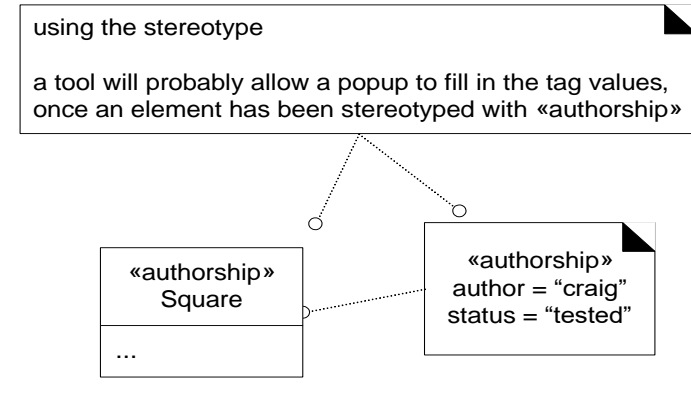 using the stereotype
a tool will probably allow a popup to fill in the tag values,
once an element has been stereotyped with «authorship»
«authorship»
Square
...
«authorship»
author = “craig”
status = “tested”